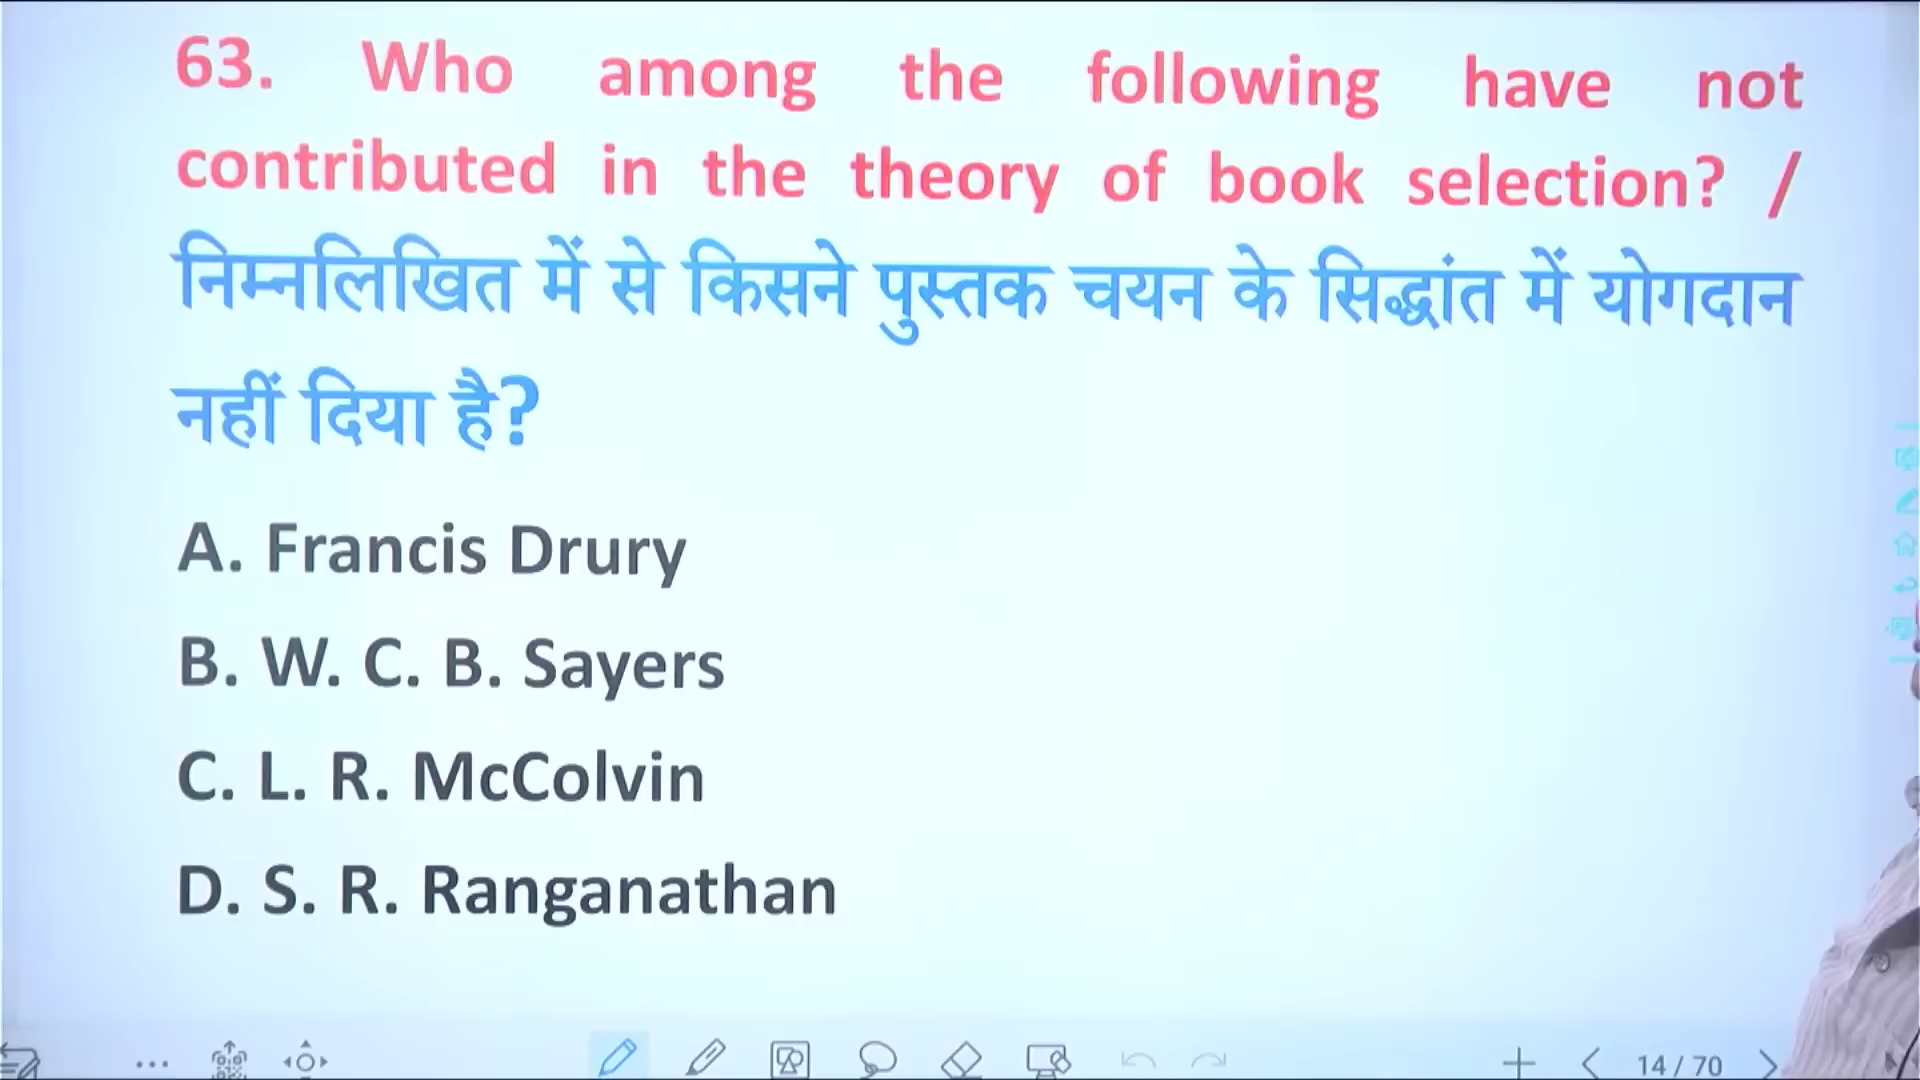 63. Who among the following have not
contributed in the theory of book selection? /
निम्नलिखित में से किसने पुस्तक चयन के सिद्धांत में योगदान
नहीं दिया है?
A. Francis Drury
B. W. C. B. Sayers
C. L. R. McColvin
D. S. R. Ranganathan
14 / 70